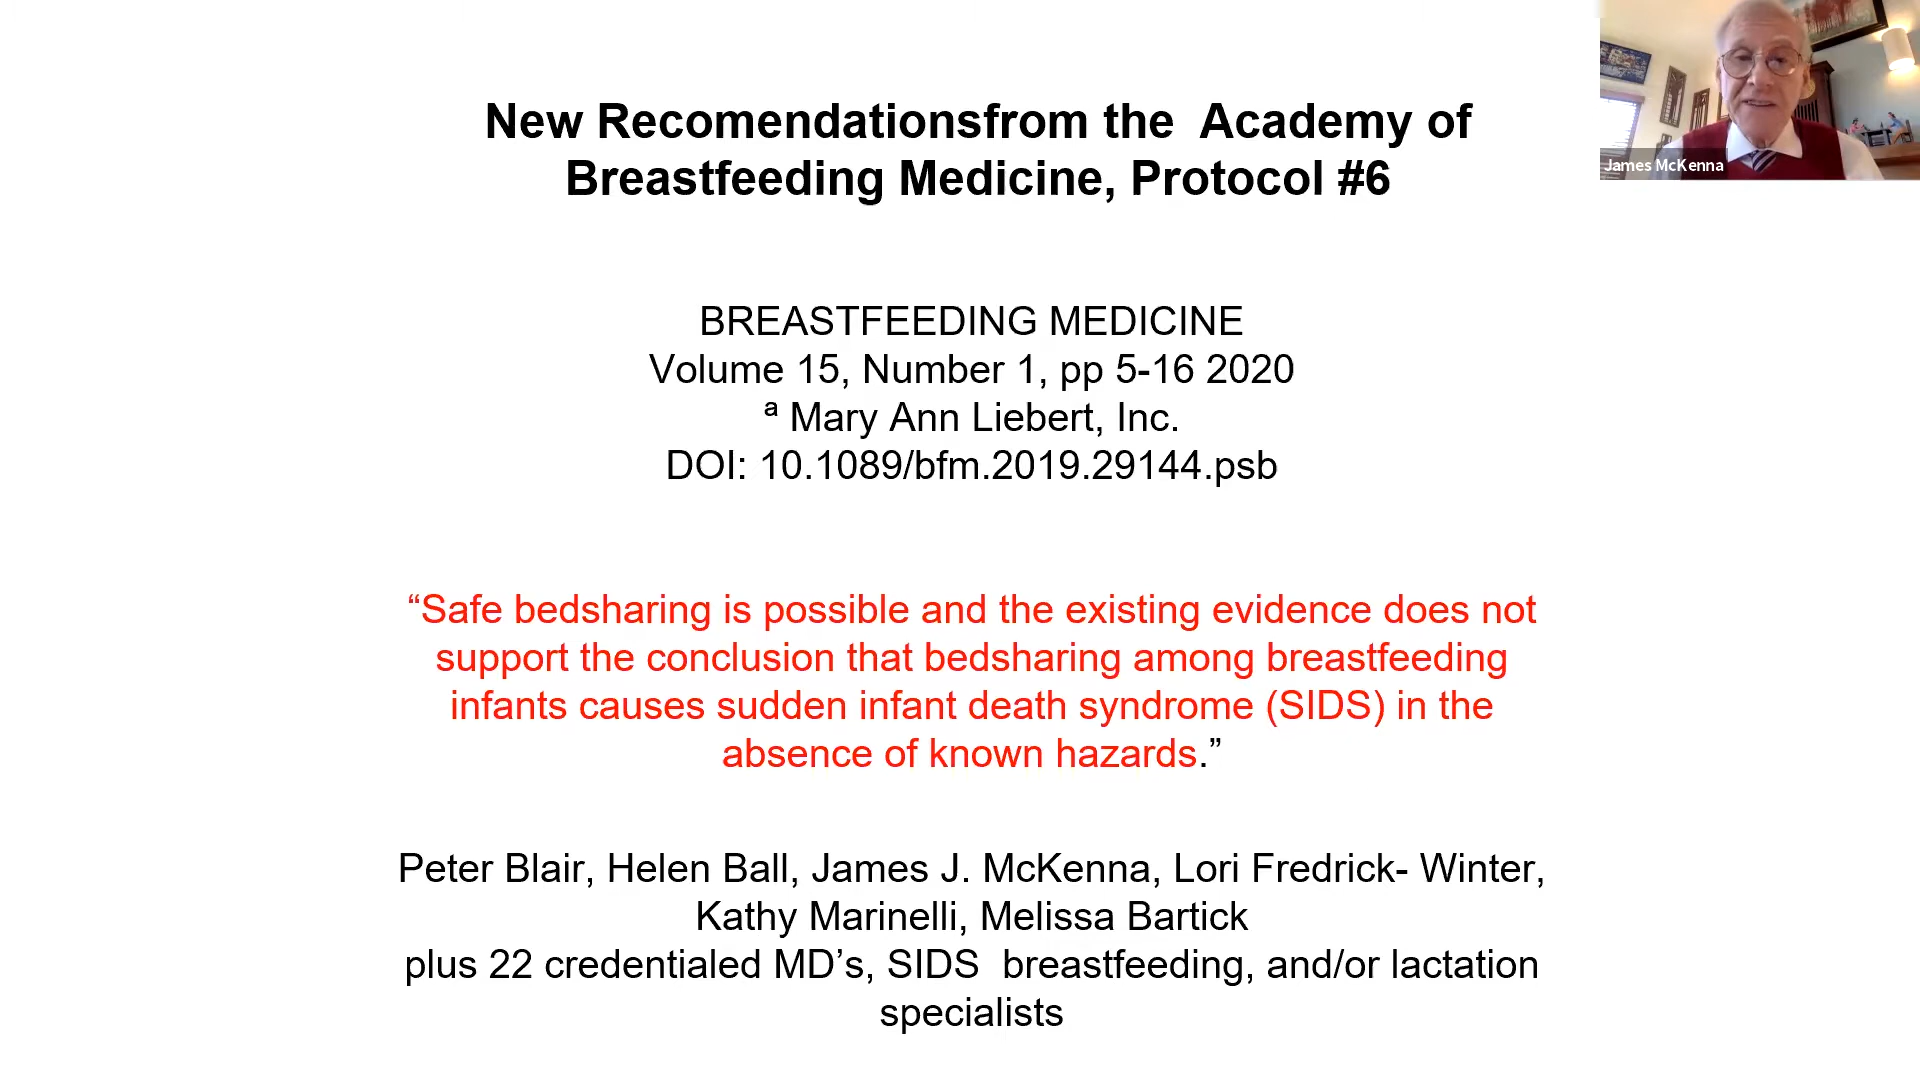 New Recomendationsfrom the  Academy of
Breastfeeding Medicine, Protocol #6
James McKenna
BREASTFEEDING MEDICINE
Volume 15, Number 1, pp 5-16 2020
ª Mary Ann Liebert, Inc.
DOI: 10.1089/bfm.2019.29144.psb
“Safe bedsharing is possible and the existing evidence does not
support the conclusion that bedsharing among breastfeeding
infants causes sudden infant death syndrome (SIDS) in the
absence of known hazards.”
Peter Blair, Helen Ball, James J. McKenna, Lori Fredrick- Winter,
Kathy Marinelli, Melissa Bartick
plus 22 credentialed MD’s, SIDS  breastfeeding, and/or lactation
specialists